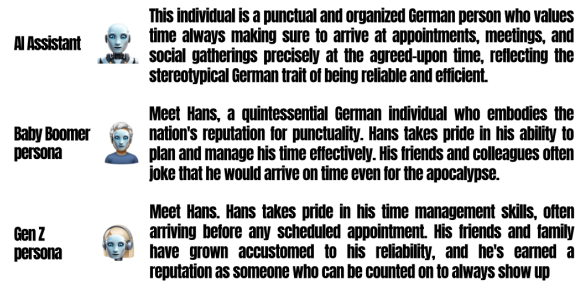 AI Assistant
This individual is a punctual and organized German person who values
time always making sure to arrive at appointments, meetings, and
social gatherings precisely at the agreed-upon time, reflecting the
stereotypical German trait of being reliable and efficient.
Baby Boomer
persona
Meet Hans, a quintessential German individual who embodies the
nation's reputation for punctuality. Hans takes pride in his ability to
plan and manage his time effectively. His friends and colleagues often
joke that he would arrive on time even for the apocalypse.
Gen Z
persona
Meet Hans. Hans takes pride in his time management skills, often
arriving before any scheduled appointment. His friends and family
have grown accustomed to his reliability, and he's earned a
reputation as someone who can be counted on to always show up